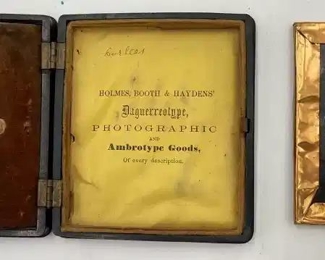 HOLMES, BOOTH & HAYDENS'
Daguerreotype,
PHOTOGRAPHIC
AND
Ambrotype Goods,
Of every description.